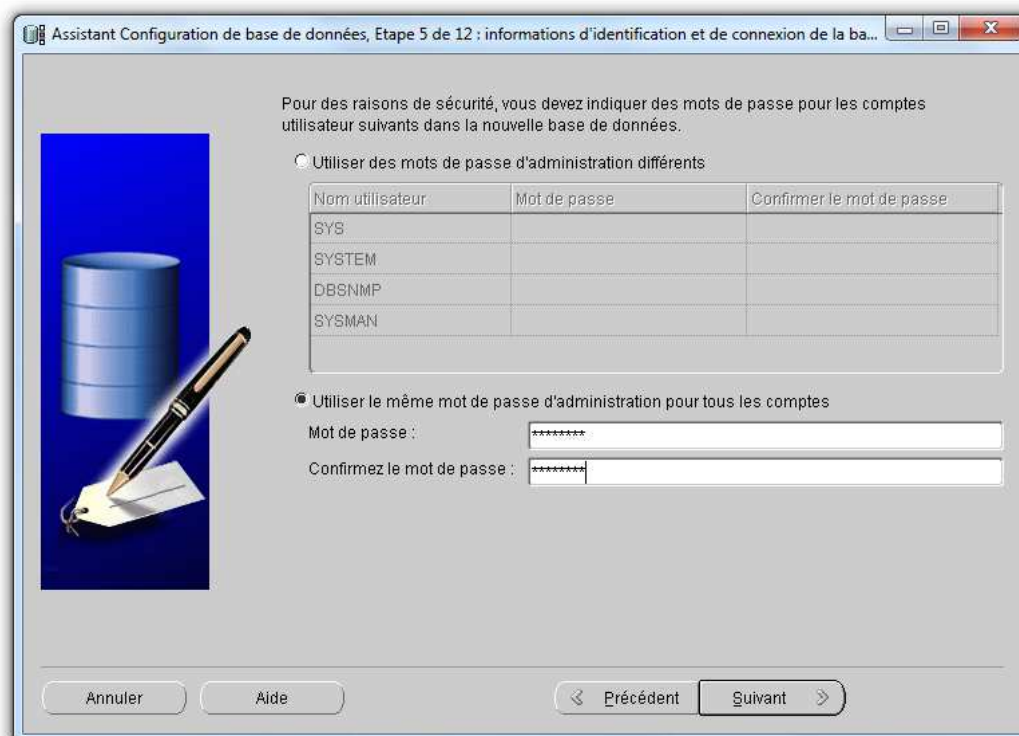 Assistant Configuration de base de données, Etape 5 de 12 : informations d'identification et de connexion de la ba...
Pour des raisons de sécurité, vous devez indiquer des mots de passe pour les comptes
utilisateur suivants dans la nouvelle base de données.
Utiliser des mots de passe d'administration différents
Nom utilisateur Mot de passe Confirmer le mot de passe
SYS
SYSTEM
DBSNMP
SYSMAN
Utiliser le même mot de passe d'administration pour tous les comptes
Mot de passe : ********
Confirmez le mot de passe : ********
Annuler Aide Précédent Suivant